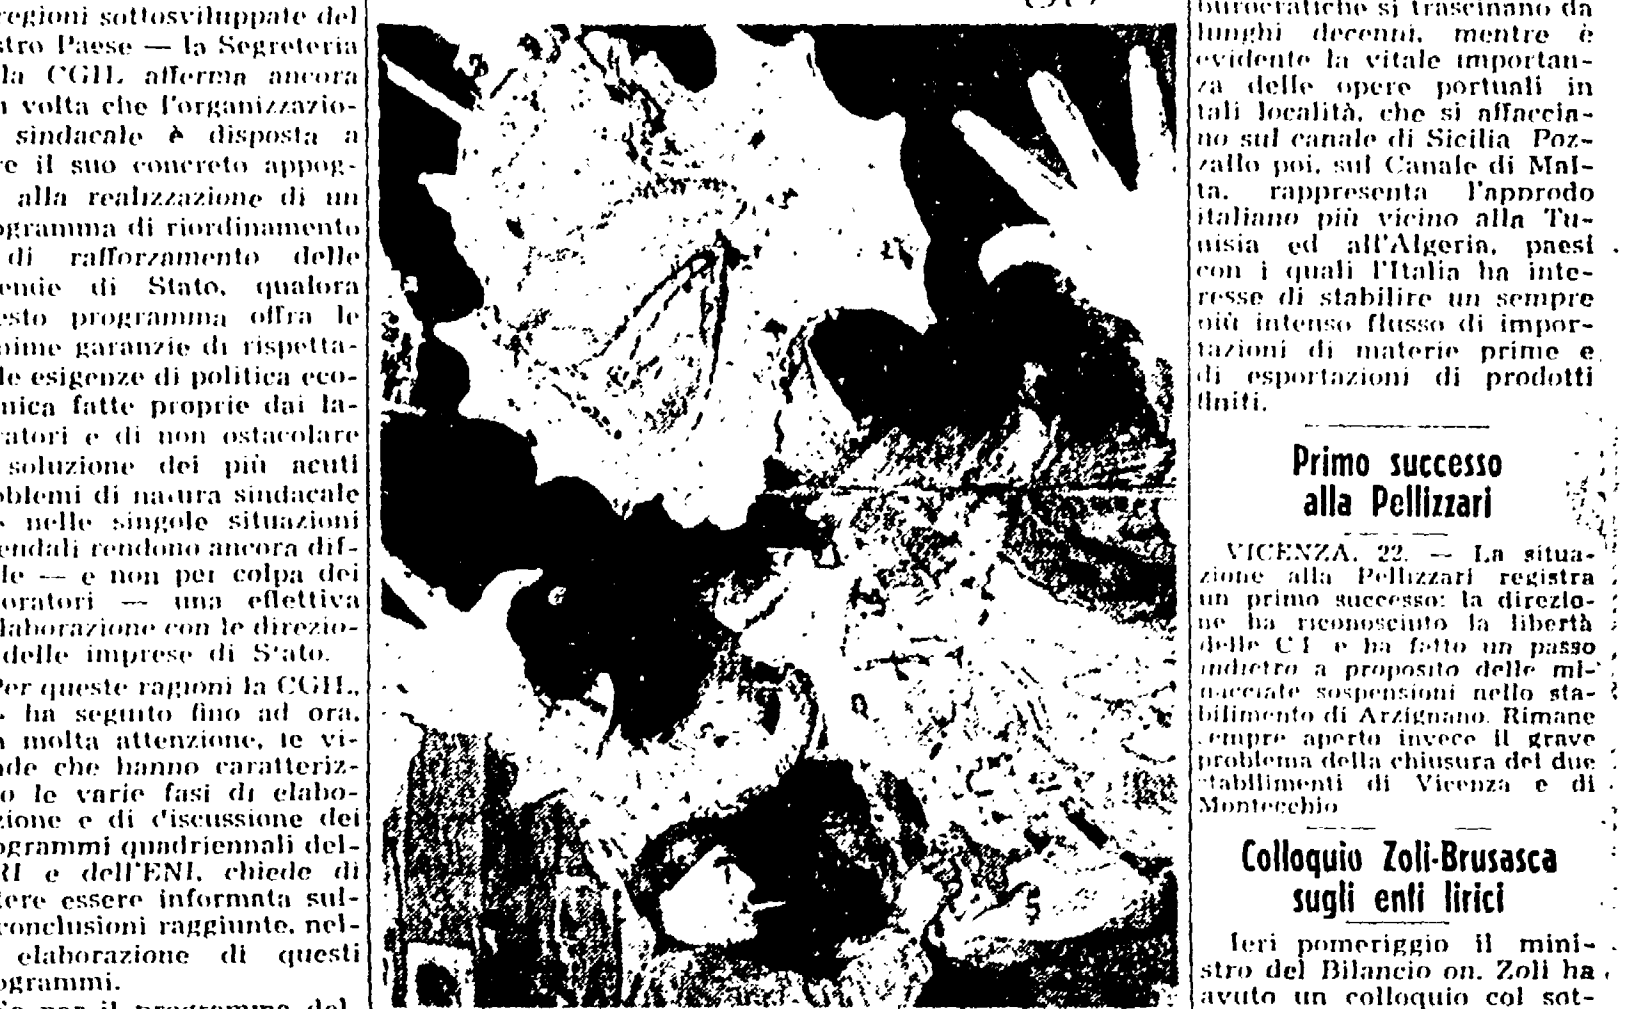 regioni sottosviluppate del
stro Paese — la Segreteria
la CGIL afferma ancora
volta che l'organizzazio-
sindacale è disposta a
re il suo concreto appog-
alla realizzazione di un
ogramma di riordinamento
di rafforzamento delle
ende di Stato, qualora
esto programma offra le
nime garanzie di rispetta-
le esigenze di politica eco-
nica fatte proprie dai la-
ratori e di non ostacolare
soluzione dei più acuti
oblemi di natura sindacale
nelle singole situazioni
endali rendono ancora dif-
le — e non per colpa dei
oratori — una effettiva
llaborazione con le direzio-
delle imprese di Stato.
Per queste ragioni la CGIL,
ha seguito fino ad ora,
molta attenzione, le vi-
nde che hanno caratteriz-
o le varie fasi di elabo-
zione e di discussione dei
ogrammi quadriennali del-
RI e dell'ENI, chiede di
tere essere informata sul-
conclusioni raggiunte, nel-
elaborazione di questi
ogrammi.
per il programma del-
burocratiche si trascinano da
lunghi decenni, mentre è
evidente la vitale importan-
za delle opere portuali in
tali località, che si affaccia-
no sul canale di Sicilia Poz-
zallo poi, sul Canale di Mal-
ta, rappresenta l'approdo
italiano più vicino alla Tu-
nisia ed all'Algeria, paesi
con i quali l'Italia ha inte-
resse di stabilire un sempre
più intenso flusso di impor-
tazioni di materie prime e
di esportazioni di prodotti
finiti.
Primo successo
alla Pellizzari
VICENZA, 22. — La situa-
zione alla Pellizzari registra
un primo successo: la direzio-
ne ha riconosciuto la libertà
delle C I e ha fatto un passo
indietro a proposito delle mi-
nacciate sospensioni nello sta-
bilimento di Arzignano. Rimane
sempre aperto invece il grave
problema della chiusura dei due
stabilimenti di Vicenza e di
Montecchio
Colloquio Zoli-Brusasca
sugli enti lirici
Ieri pomeriggio il mini-
stro del Bilancio on. Zoli ha
avuto un colloquio col sot-